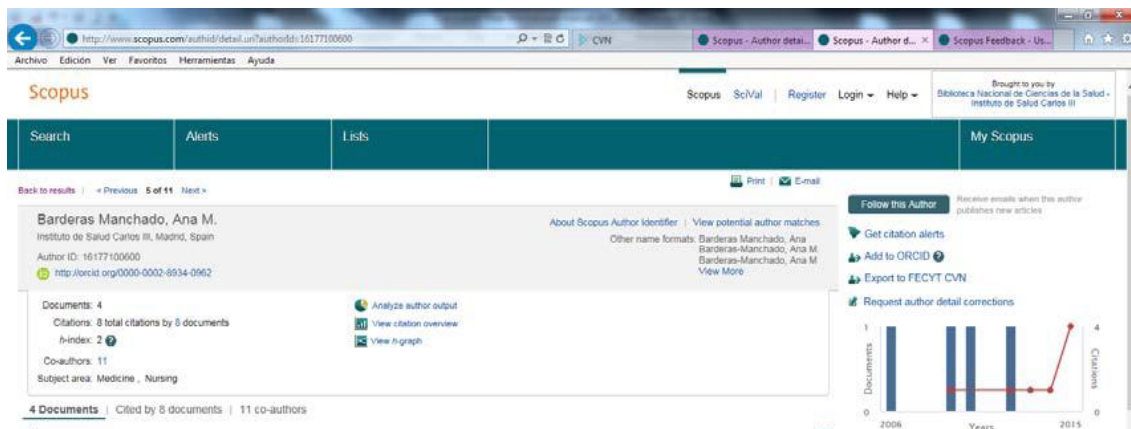 http://www.scopus.com/authid/detail.uri?authorId=16177100600
CVN
Scopus - Author detai...
Scopus - Author d...
Scopus Feedback - Us...
Archivo Edición Ver Favoritos Herramientas Ayuda
Scopus
Scopus SciVal | Register Login Help
Brought to you by
Biblioteca Nacional de Ciencias de la Salud -
Instituto de Salud Carlos III
Search Alerts Lists My Scopus
Back to results | < Previous 5 of 11 Next >
Print | E-mail
Barderas Manchado, Ana M.
Instituto de Salud Carlos III, Madrid, Spain
Author ID: 16177100600
http://orcid.org/0000-0002-8934-0962
About Scopus Author Identifier | View potential author matches
Other name formats: Barderas Manchado, Ana
Barderas-Manchado, Ana M.
Barderas-Manchado, Ana M
View More
Documents: 4
Citations: 8 total citations by 8 documents
h-index: 2
Co-authors: 11
Subject area: Medicine , Nursing
Analyze author output
View citation overview
View h-graph
4 Documents | Cited by 8 documents | 11 co-authors
Follow this Author
Receive emails when this author
publishes new articles
Get citation alerts
Add to ORCID
Export to FECYT CVN
Request author detail corrections
1
4
Documents
Citations
0
0
2006
Years
2015